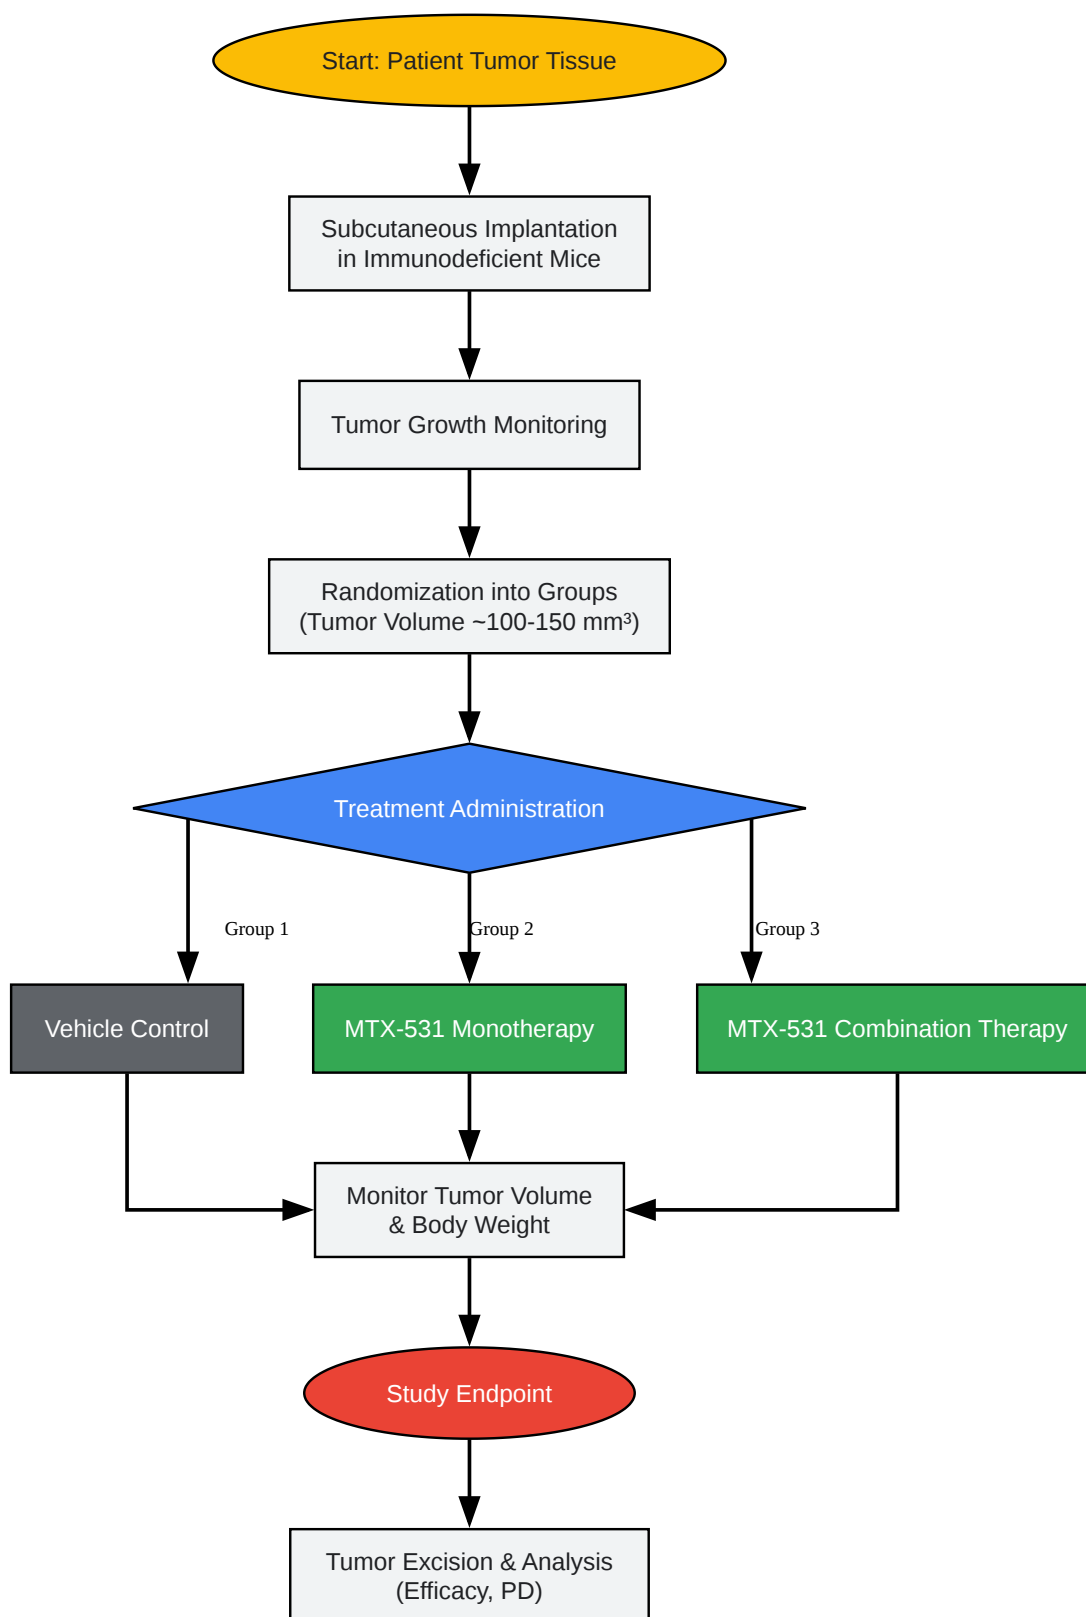 Start: Patient Tumor Tissue
Subcutaneous Implantation
in Immunodeficient Mice
Tumor Growth Monitoring
Randomization into Groups
(Tumor Volume ~100-150 mm³)
Treatment Administration
Group 1
Group 2
Group 3
Vehicle Control
MTX-531 Monotherapy
MTX-531 Combination Therapy
Monitor Tumor Volume
& Body Weight
Study Endpoint
Tumor Excision & Analysis
(Efficacy, PD)